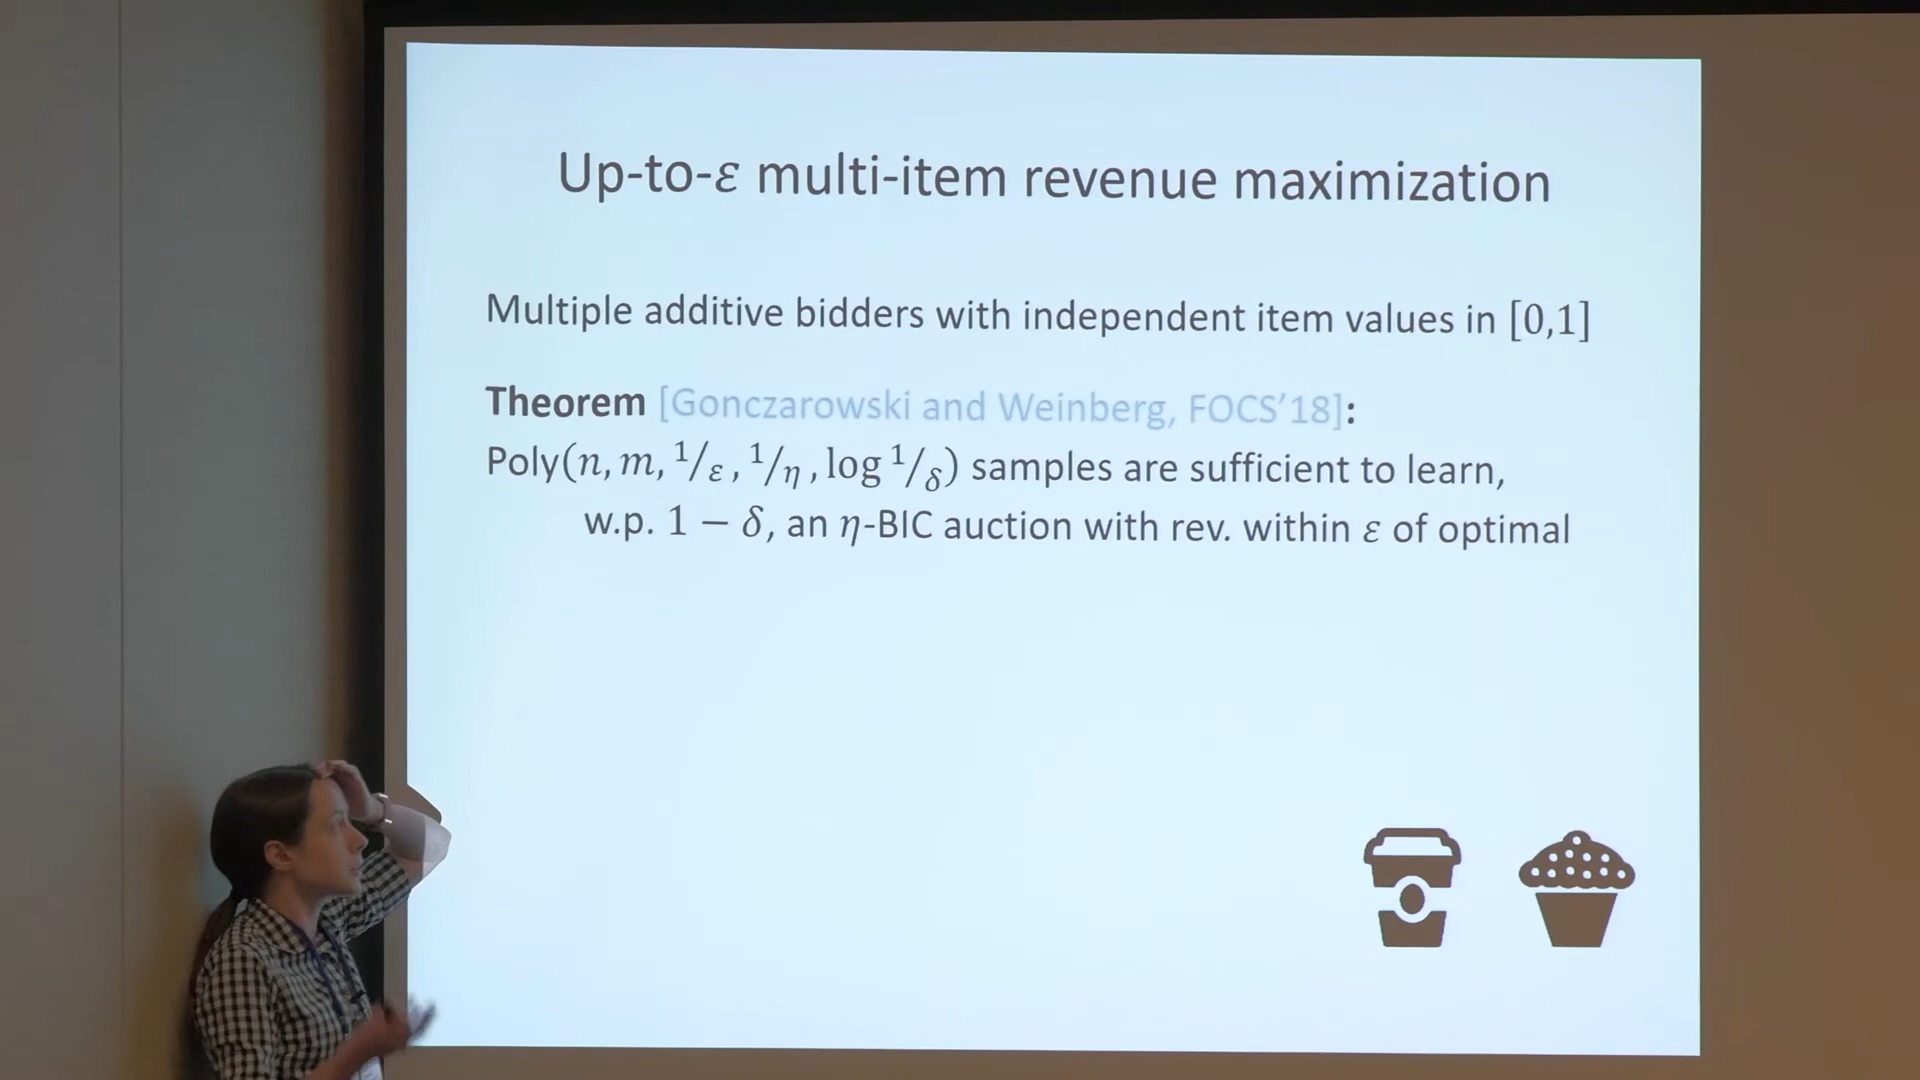 Up-to-ε multi-item revenue maximization
Multiple additive bidders with independent item values in [0,1]
Theorem [Gonczarowski and Weinberg, FOCS'18]:
Poly(n, m, 1/ε, 1/η, log 1/δ) samples are sufficient to learn,
w.p. 1 − δ, an η-BIC auction with rev. within ε of optimal